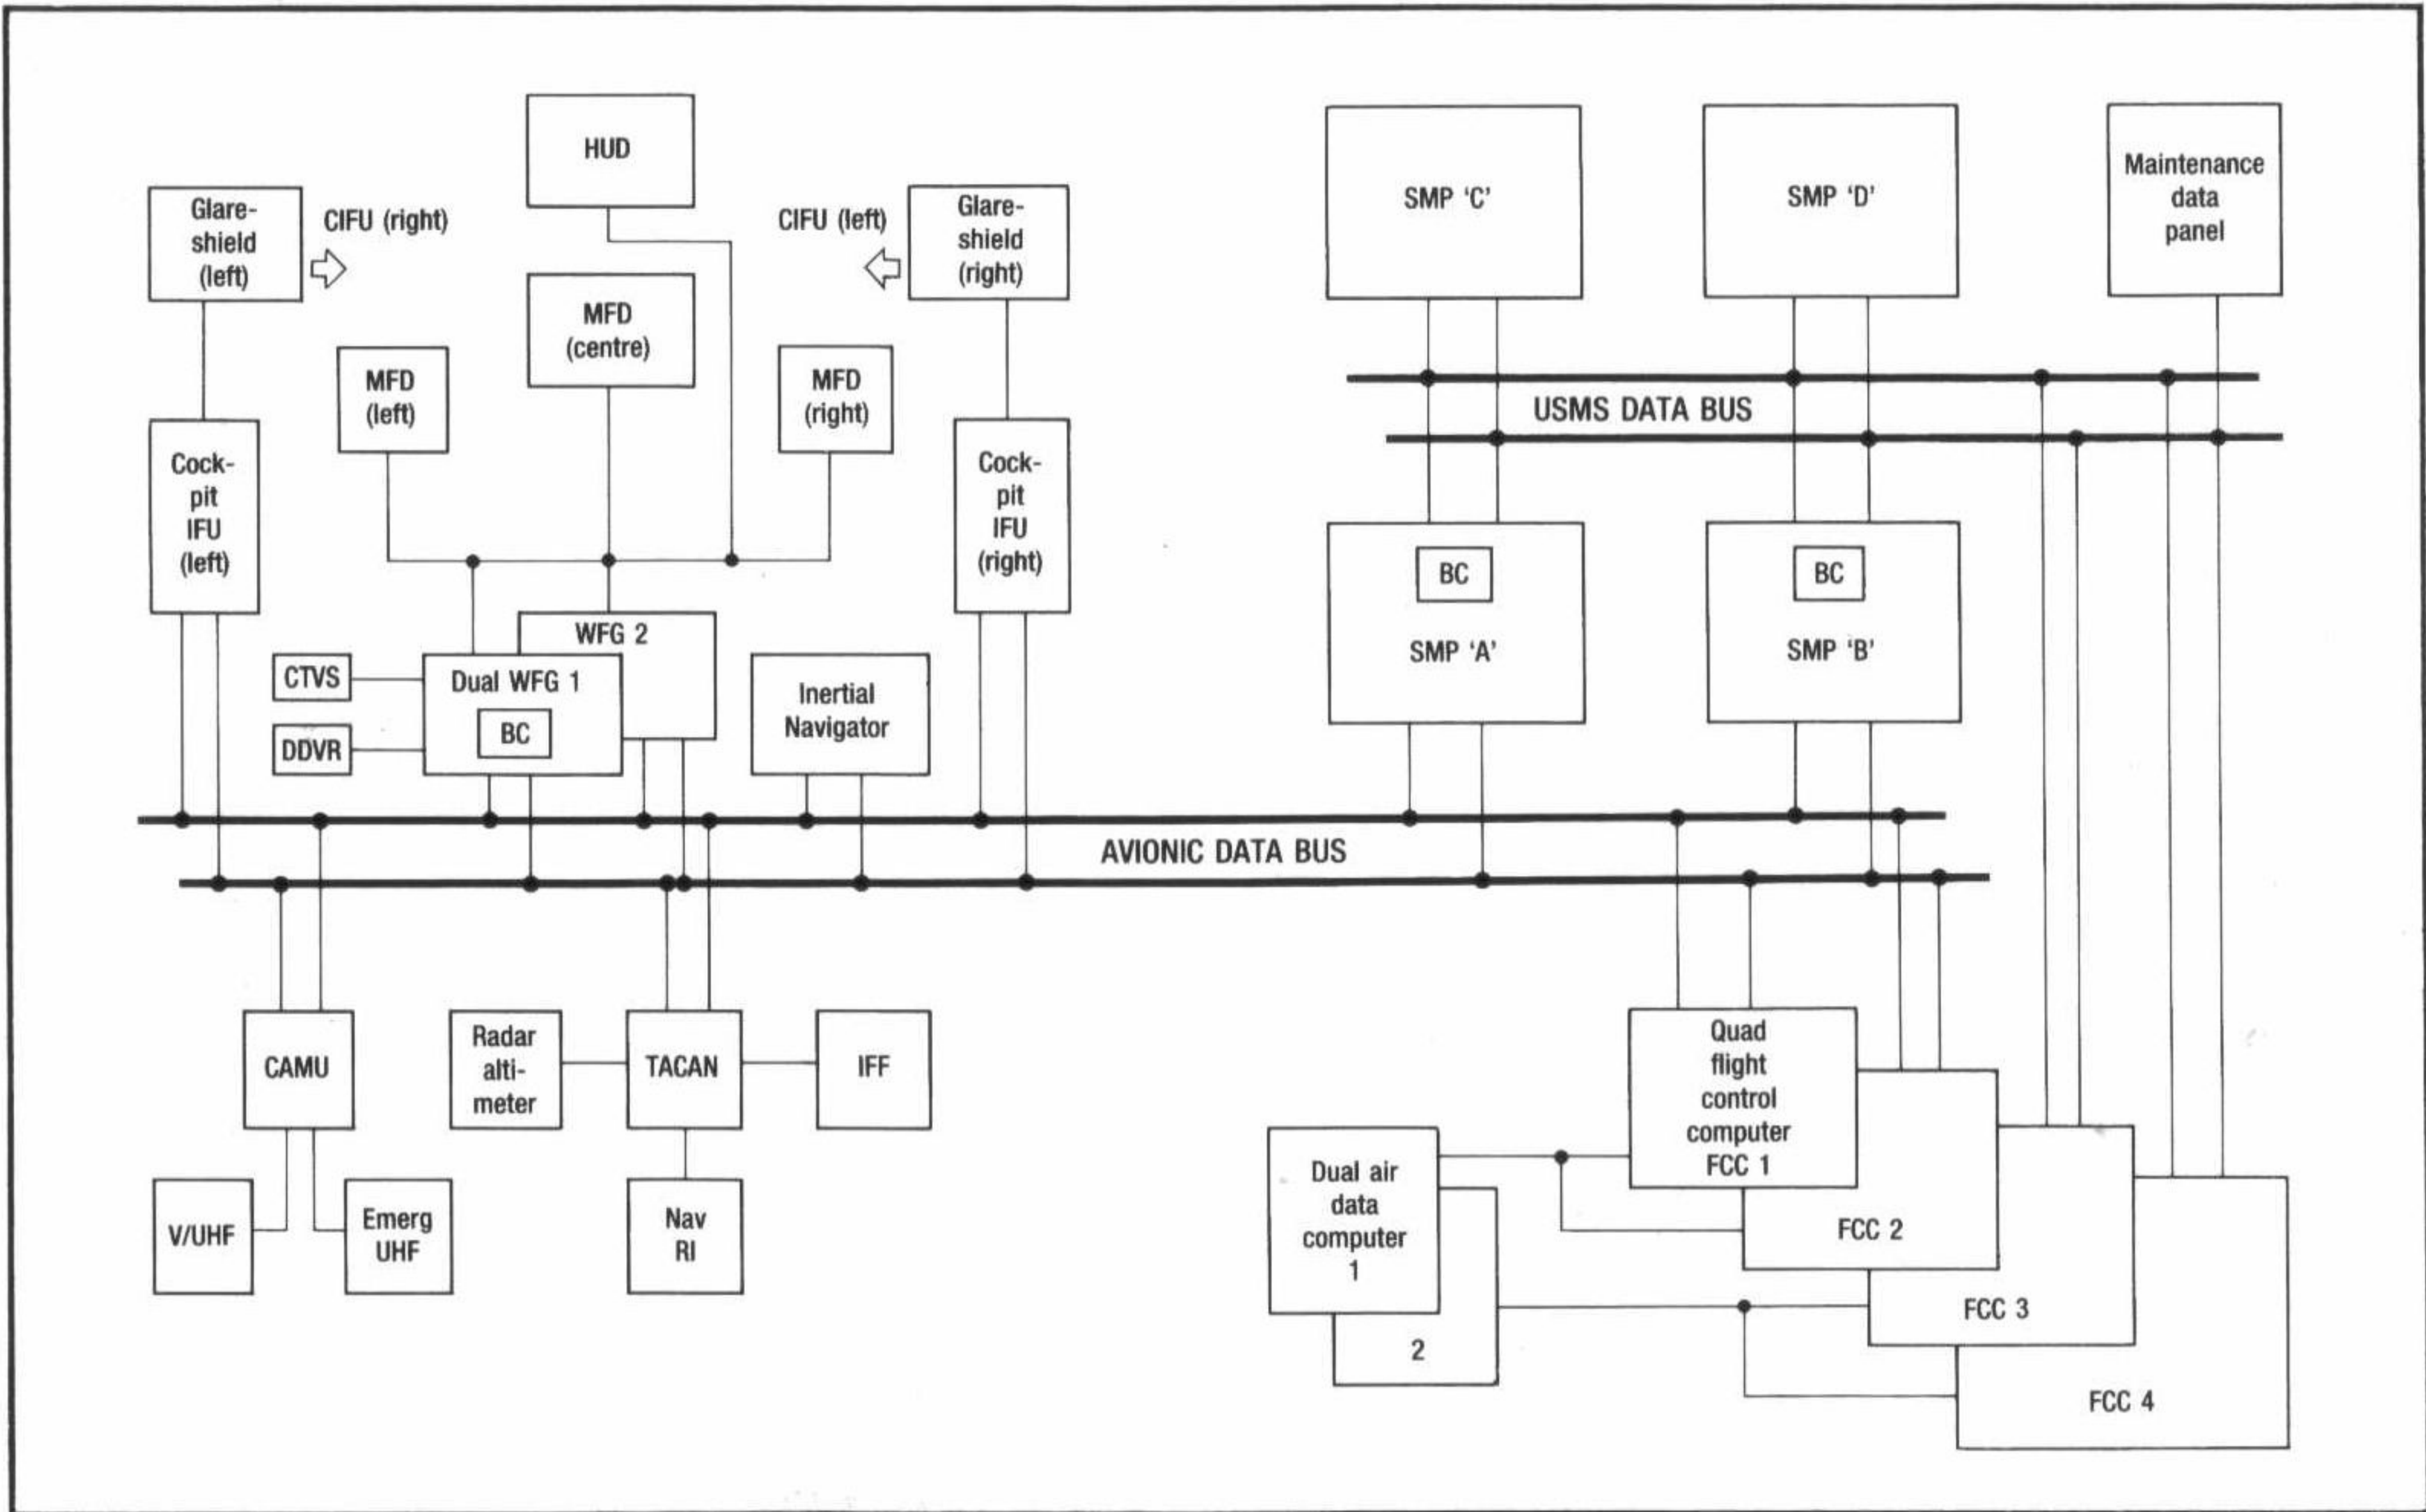 HUD
Glare-
shield
(left)
CIFU (right)
CIFU (left)
Glare-
shield
(right)
MFD
(centre)
MFD
(left)
MFD
(right)
Cock-
pit
IFU
(left)
Cock-
pit
IFU
(right)
WFG 2
CTVS
Dual WFG 1
DDVR
BC
Inertial
Navigator
SMP ‘C’
SMP ‘D’
Maintenance
data
panel
USMS DATA BUS
BC
SMP ‘A’
BC
SMP ‘B’
AVIONIC DATA BUS
CAMU
Radar
alti-
meter
TACAN
IFF
V/UHF
Emerg
UHF
Nav
RI
Quad
flight
control
computer
FCC 1
Dual air
data
computer
1
2
FCC 2
FCC 3
FCC 4